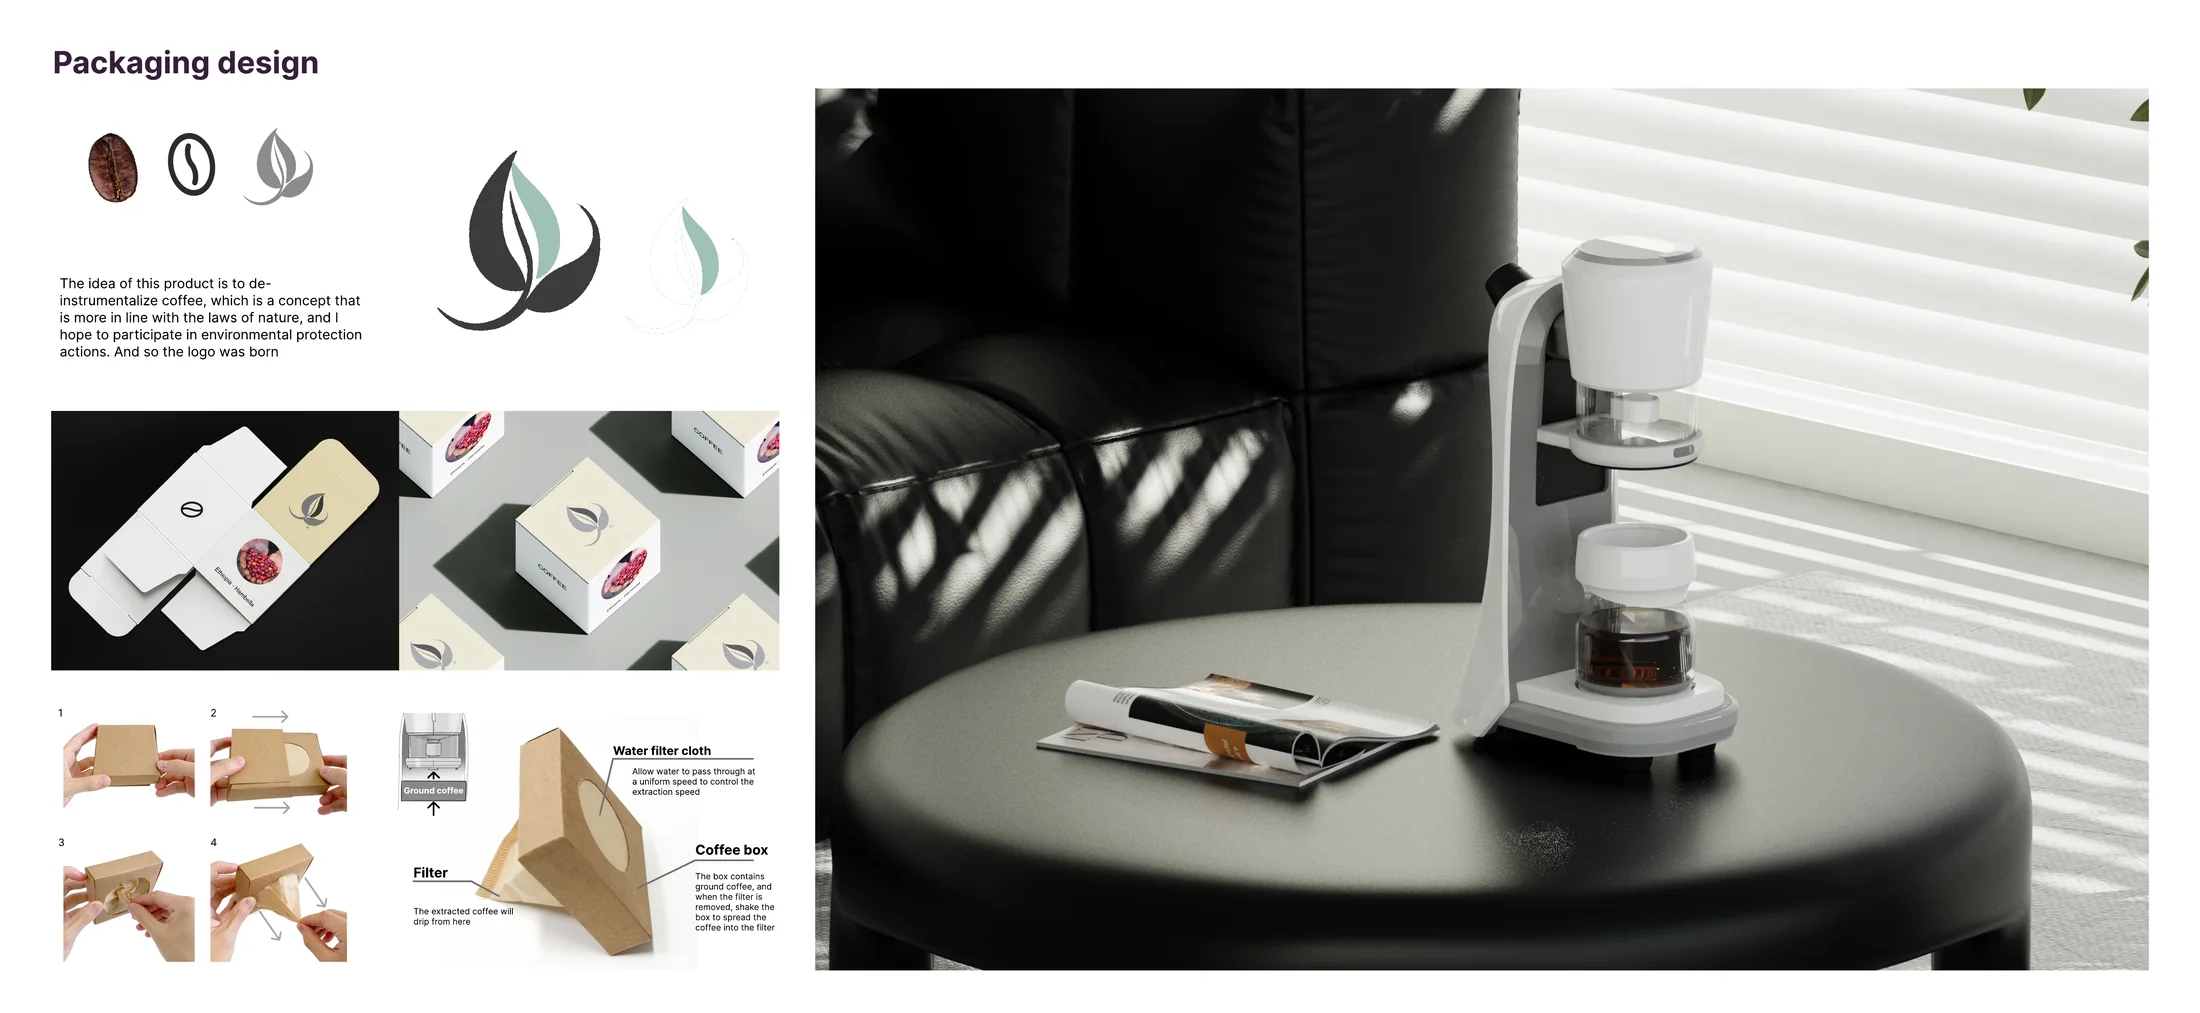 Packaging design
The idea of this product is to de-
instrumentalize coffee, which is a concept that
is more in line with the laws of nature, and I
hope to participate in environmental protection
actions. And so the logo was born
Ethiopia · Hambella
COFFEE
COFFEE
COFFEE
1
2
3
4
Ground coffee
Water filter cloth
Allow water to pass through at
a uniform speed to control the
extraction speed
Filter
The extracted coffee will
drip from here
Coffee box
The box contains
ground coffee, and
when the filter is
removed, shake the
box to spread the
coffee into the filter